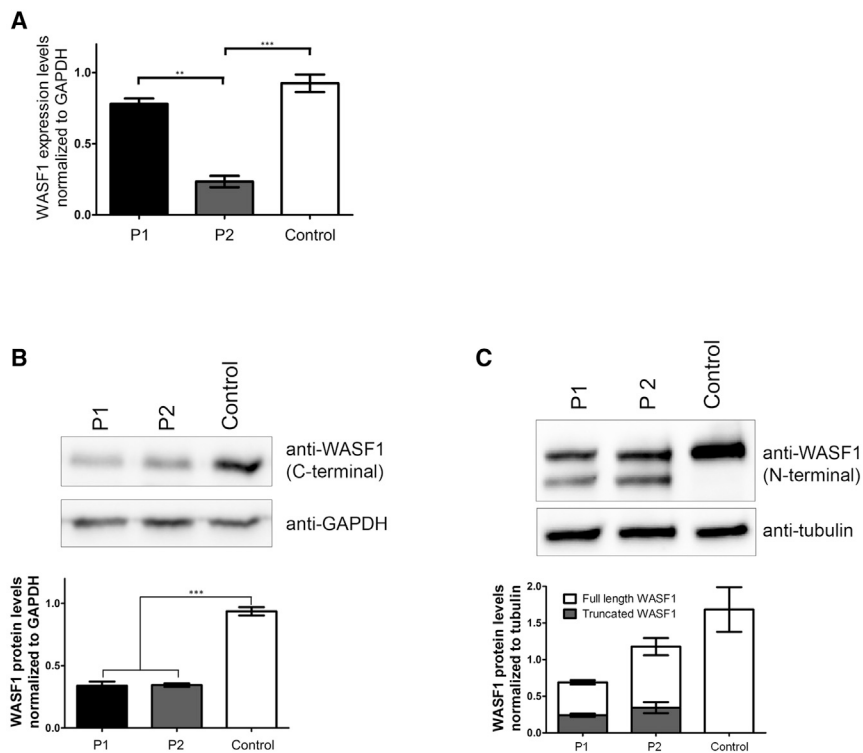 A
WASF1 expression levels
normalized to GAPDH
1.0
0.5
0.0
**
***
P1
P2
Control
B
P1
P2
Control
anti-WASF1
(C-terminal)
anti-GAPDH
WASF1 protein levels
normalized to GAPDH
1.0
0.5
0.0
***
P1
P2
Control
C
P1
P 2
Control
anti-WASF1
(N-terminal)
anti-tubulin
WASF1 protein levels
normalized to tubulin
2.0
1.5
1.0
0.5
0.0
Full length WASF1
Truncated WASF1
P1
P2
Control